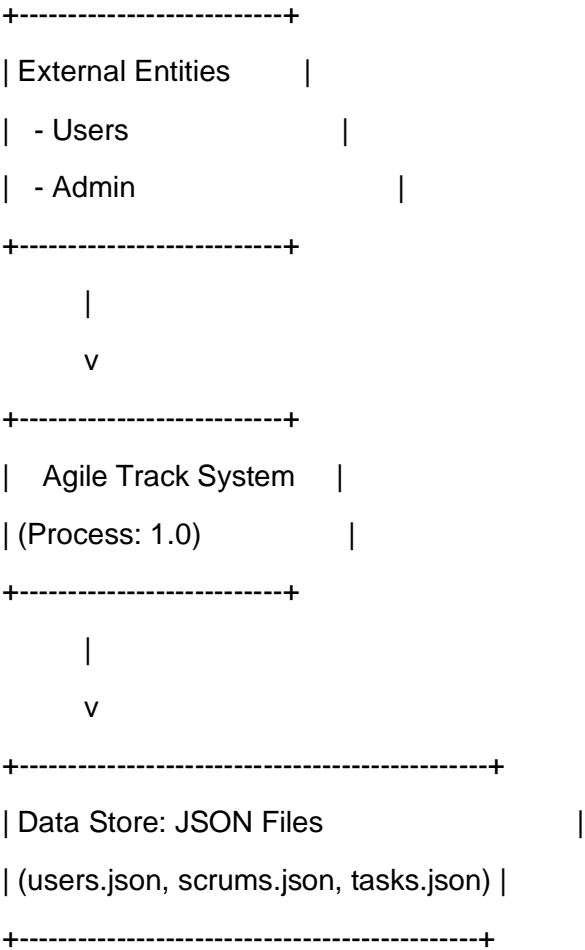 +---------------------------+
| External Entities |
| - Users |
| - Admin |
+---------------------------+
|
v
+---------------------------+
| Agile Track System |
| (Process: 1.0) |
+---------------------------+
|
v
+------------------------------------------------+
| Data Store: JSON Files |
| (users.json, scrums.json, tasks.json) |
+-----------------------------------------------+